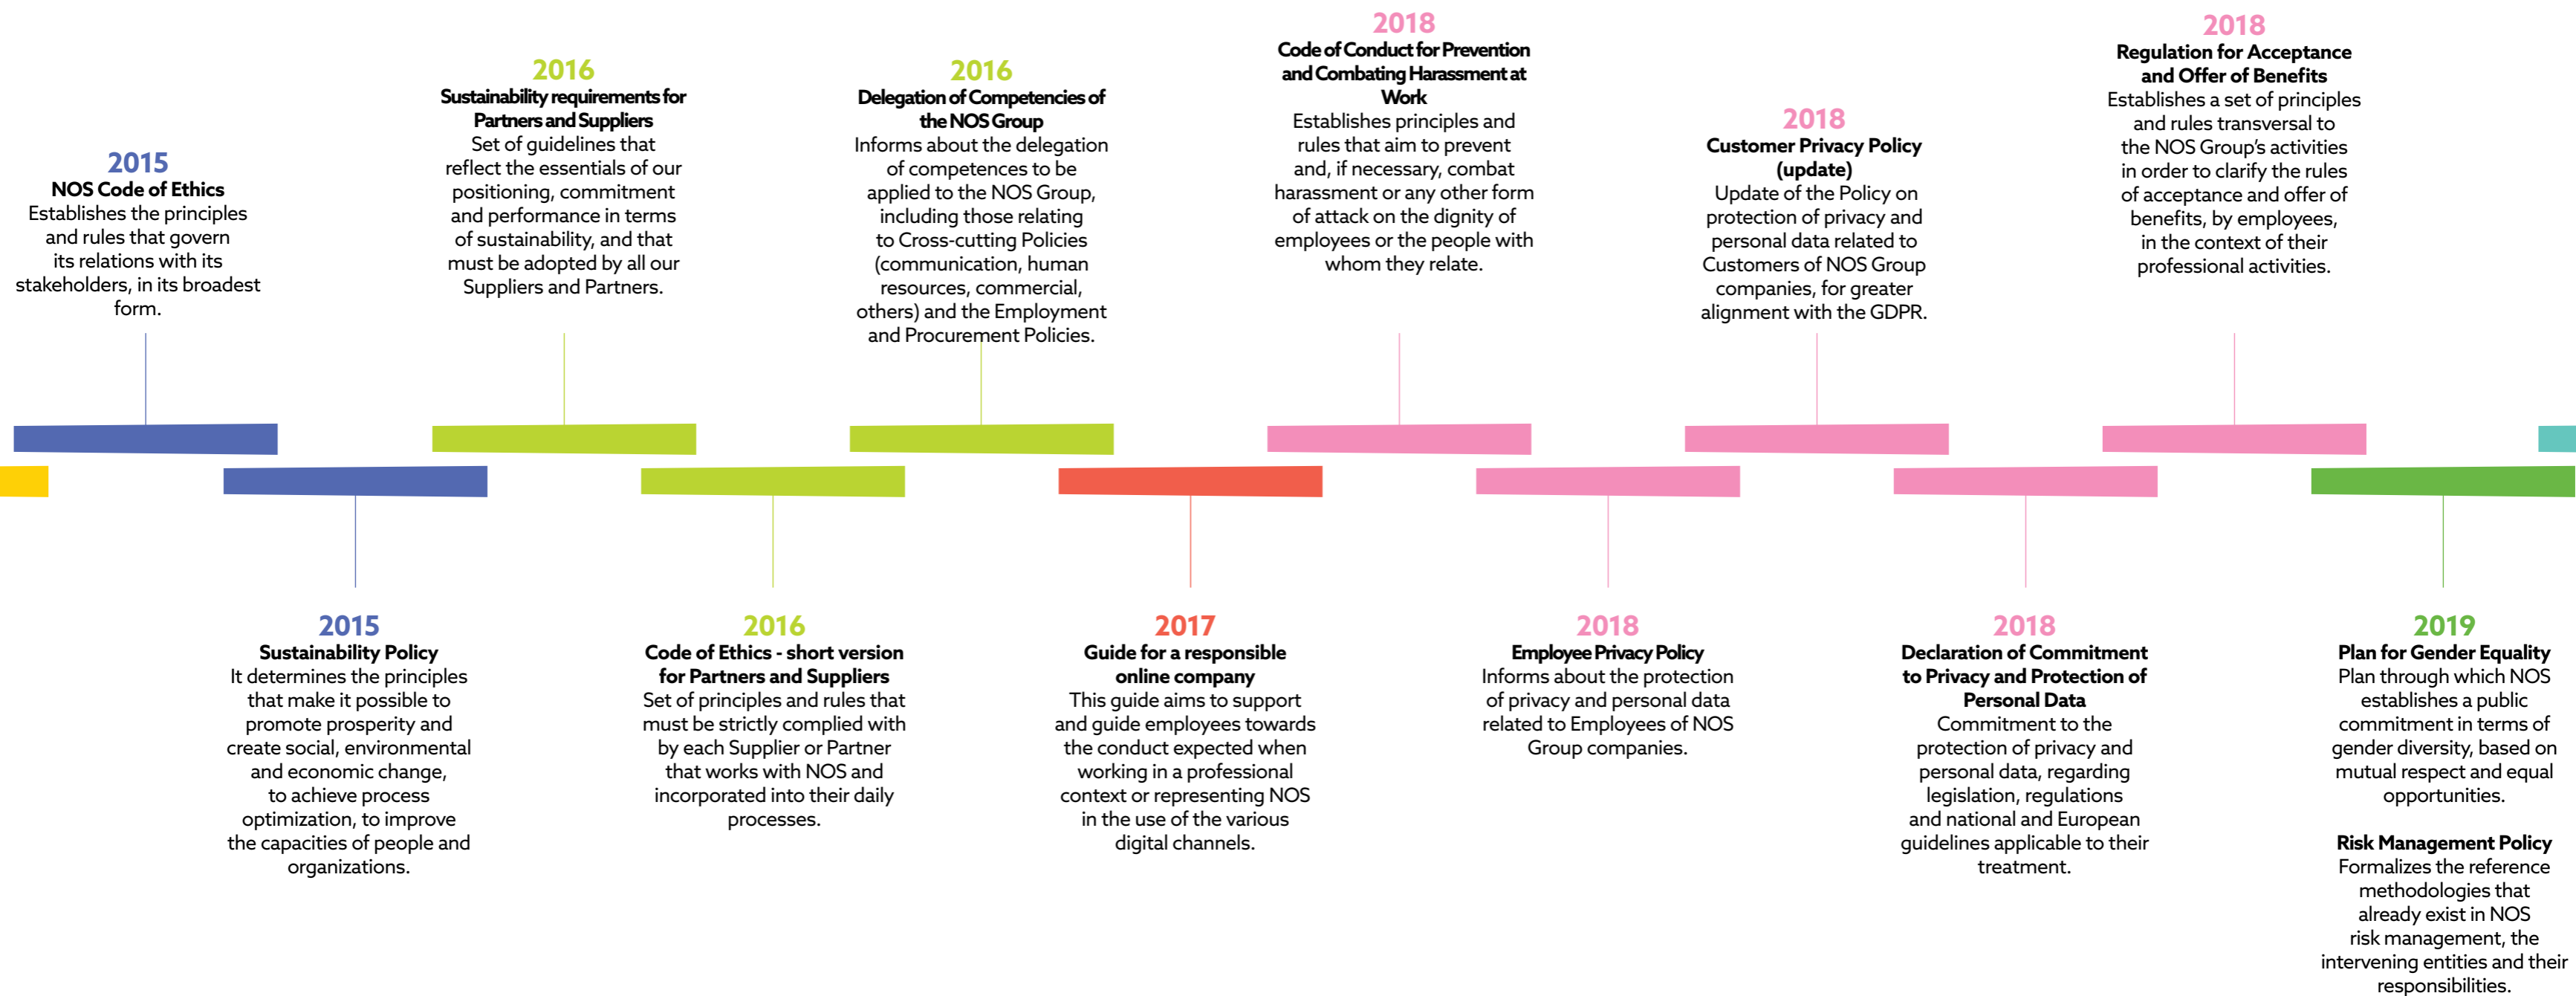 2015
NOS Code of Ethics
Establishes the principles
and rules that govern
its relations with its
stakeholders, in its broadest
form.
2016
Sustainability requirements for
Partners and Suppliers
Set of guidelines that
reflect the essentials of our
positioning, commitment
and performance in terms
of sustainability, and that
must be adopted by all our
Suppliers and Partners.
2016
Delegation of Competencies of
the NOS Group
Informs about the delegation
of competences to be
applied to the NOS Group,
including those relating
to Cross-cutting Policies
(communication, human
resources, commercial,
others) and the Employment
and Procurement Policies.
2018
Code of Conduct for Prevention
and Combating Harassment at
Work
Establishes principles and
rules that aim to prevent
and, if necessary, combat
harassment or any other form
of attack on the dignity of
employees or the people with
whom they relate.
2018
Customer Privacy Policy
(update)
Update of the Policy on
protection of privacy and
personal data related to
Customers of NOS Group
companies, for greater
alignment with the GDPR.
2018
Regulation for Acceptance
and Offer of Benefits
Establishes a set of principles
and rules transversal to
the NOS Group's activities
in order to clarify the rules
of acceptance and offer of
benefits, by employees,
in the context of their
professional activities.
2015
Sustainability Policy
It determines the principles
that make it possible to
promote prosperity and
create social, environmental
and economic change,
to achieve process
optimization, to improve
the capacities of people and
organizations.
2016
Code of Ethics - short version
for Partners and Suppliers
Set of principles and rules that
must be strictly complied with
by each Supplier or Partner
that works with NOS and
incorporated into their daily
processes.
2017
Guide for a responsible
online company
This guide aims to support
and guide employees towards
the conduct expected when
working in a professional
context or representing NOS
in the use of the various
digital channels.
2018
Employee Privacy Policy
Informs about the protection
of privacy and personal data
related to Employees of NOS
Group companies.
2018
Declaration of Commitment
to Privacy and Protection of
Personal Data
Commitment to the
protection of privacy and
personal data, regarding
legislation, regulations
and national and European
guidelines applicable to their
treatment.
2019
Plan for Gender Equality
Plan through which NOS
establishes a public
commitment in terms of
gender diversity, based on
mutual respect and equal
opportunities.
Risk Management Policy
Formalizes the reference
methodologies that
already exist in NOS
risk management, the
intervening entities and their
responsibilities.